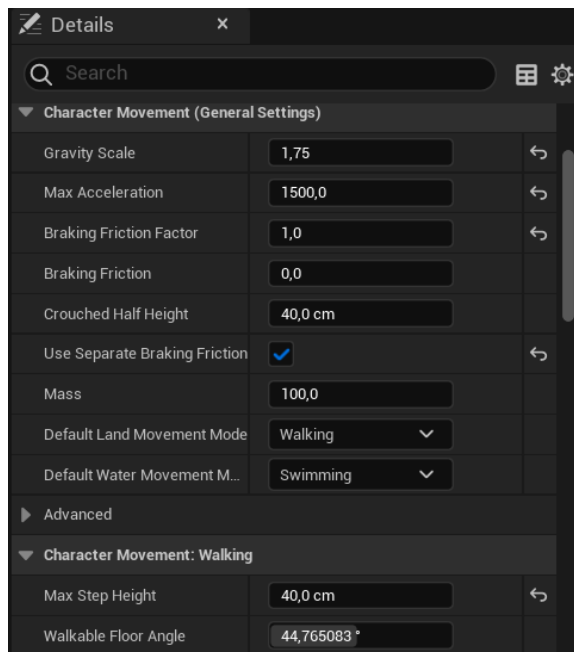 Details
Search
Character Movement (General Settings)
Gravity Scale 1,75
Max Acceleration 1500,0
Braking Friction Factor 1,0
Braking Friction 0,0
Crouched Half Height 40,0 cm
Use Separate Braking Friction
Mass 100,0
Default Land Movement Mode Walking
Default Water Movement M... Swimming
Advanced
Character Movement: Walking
Max Step Height 40,0 cm
Walkable Floor Angle 44,765083 °